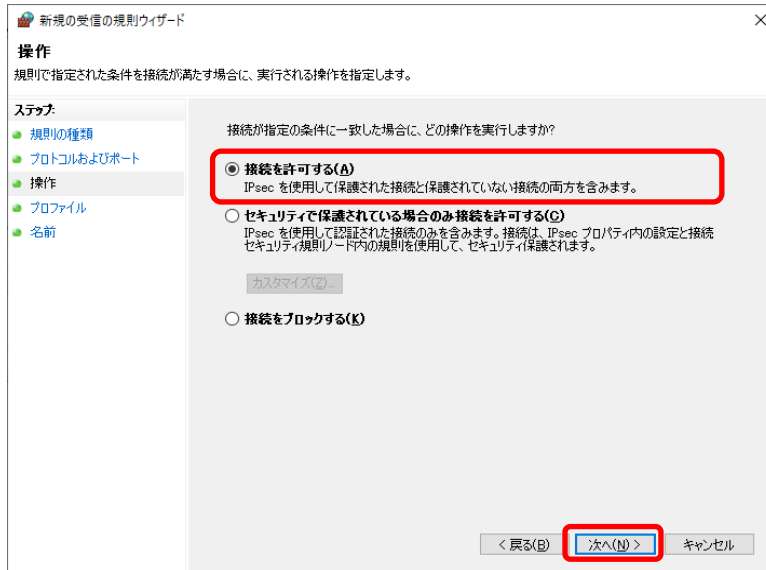 新規の受信の規則ウィザード
操作
規則で指定された条件を接続が満たす場合に、実行される操作を指定します。
ステップ:
規則の種類
プロトコルおよびポート
操作
プロファイル
名前
接続が指定の条件に一致した場合に、どの操作を実行しますか?
接続を許可する(A)
IPsec を使用して保護された接続と保護されていない接続の両方を含みます。
セキュリティで保護されている場合のみ接続を許可する(C)
IPsec を使用して認証された接続のみを含みます。接続は、IPsec プロパティ内の設定と接続
セキュリティ規則ノード内の規則を使用して、セキュリティ保護されます。
カスタマイズ(Z)...
接続をブロックする(K)
< 戻る(B)
次へ(N) >
キャンセル